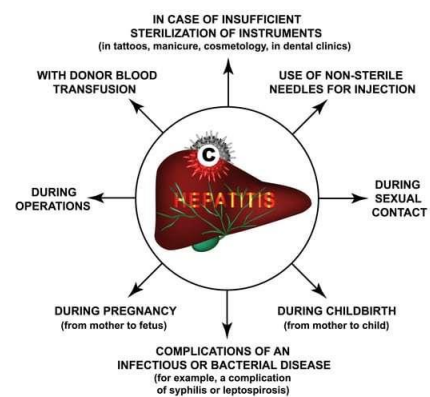 IN CASE OF INSUFFICIENT
STERILIZATION OF INSTRUMENTS
(in tattoos, manicure, cosmetology, in dental clinics)
WITH DONOR BLOOD
TRANSFUSION
USE OF NON-STERILE
NEEDLES FOR INJECTION
C
HEPATITIS
DURING
OPERATIONS
DURING
SEXUAL
CONTACT
DURING PREGNANCY
(from mother to fetus)
DURING CHILDBIRTH
(from mother to child)
COMPLICATIONS OF AN
INFECTIOUS OR BACTERIAL DISEASE
(for example, a complication
of syphilis or leptospirosis)